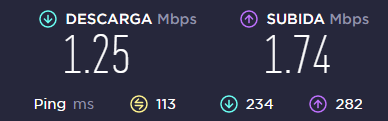 DESCARGA Mbps SUBIDA Mbps
1.25 1.74
Ping ms 113 234 282